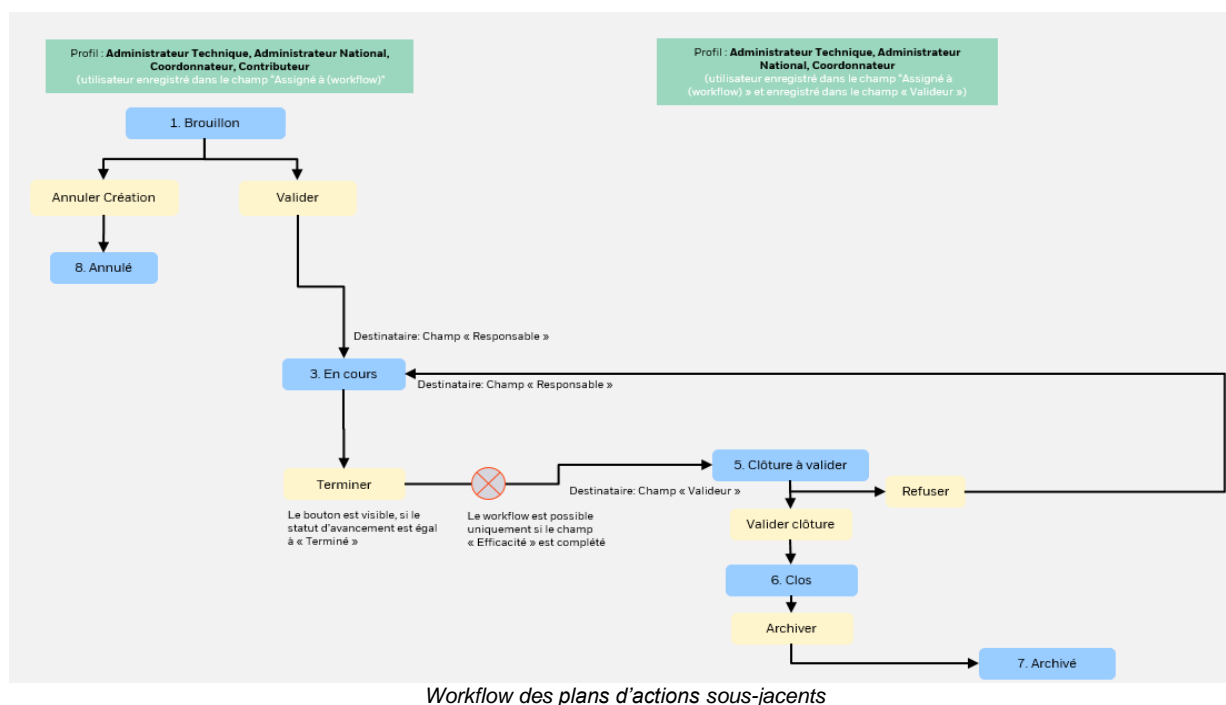 Profil : Administrateur Technique, Administrateur National,
Coordonnateur, Contributeur
(utilisateur enregistré dans le champ "Assigné à (workflow)"
Profil : Administrateur Technique, Administrateur
National, Coordonnateur
(utilisateur enregistré dans le champ "Assigné à
(workflow) » et enregistré dans le champ « Valideur »)
1. Brouillon
Annuler Création
Valider
8. Annulé
Destinataire: Champ « Responsable »
3. En cours
Destinataire: Champ « Responsable »
5. Clôture à valider
Terminer
Destinataire: Champ « Valideur »
Refuser
Le bouton est visible, si le
statut d'avancement est égal
à « Terminé »
Le workflow est possible
uniquement si le champ
« Efficacité » est complété
Valider clôture
6. Clos
Archiver
7. Archivé
Workflow des plans d'actions sous-jacents